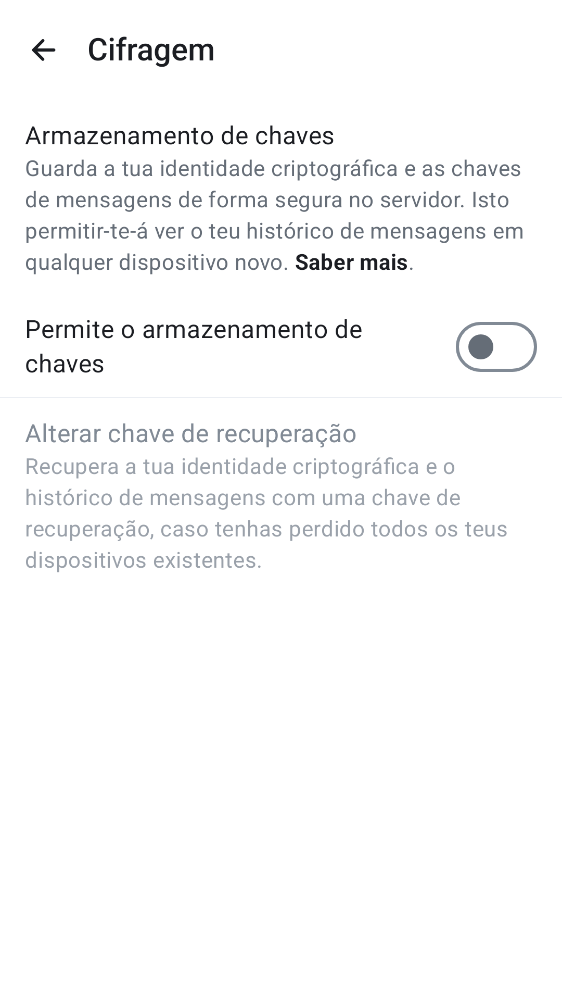 Cifragem
Armazenamento de chaves
Guarda a tua identidade criptográfica e as chaves
de mensagens de forma segura no servidor. Isto
permitir-te-á ver o teu histórico de mensagens em
qualquer dispositivo novo. Saber mais.
Permite o armazenamento de
chaves
Alterar chave de recuperação
Recupera a tua identidade criptográfica e o
histórico de mensagens com uma chave de
recuperação, caso tenhas perdido todos os teus
dispositivos existentes.